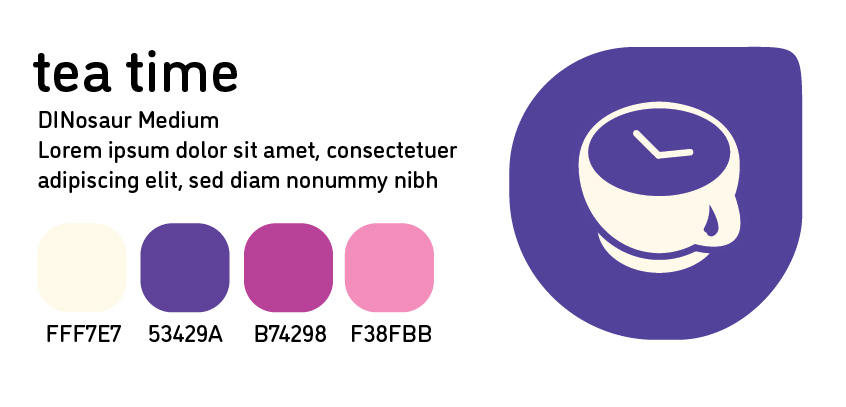 tea time
DINosaur Medium
Lorem ipsum dolor sit amet, consectetuer
adipiscing elit, sed diam nonummy nibh
FFF7E7 53429A B74298 F38FBB